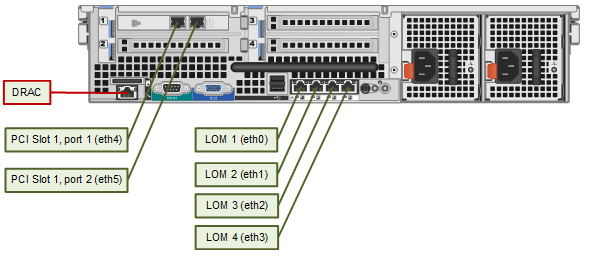 1
3
2
4
DRAC
PCI Slot 1, port 1 (eth4)
LOM 1 (eth0)
PCI Slot 1, port 2 (eth5)
LOM 2 (eth1)
LOM 3 (eth2)
LOM 4 (eth3)